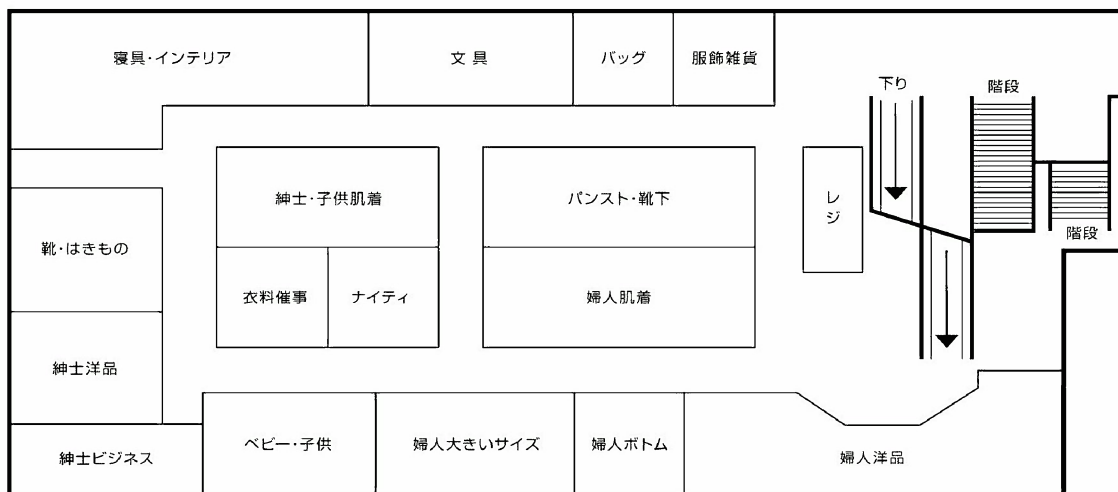 寝具・インテリア
文具
バッグ
服飾雑貨
下り
階段
階段
紳士・子供肌着
パンスト・靴下
レジ
靴・はきもの
衣料催事
ナイティ
婦人肌着
紳士洋品
紳士ビジネス
ベビー・子供
婦人大きいサイズ
婦人ボトム
婦人洋品